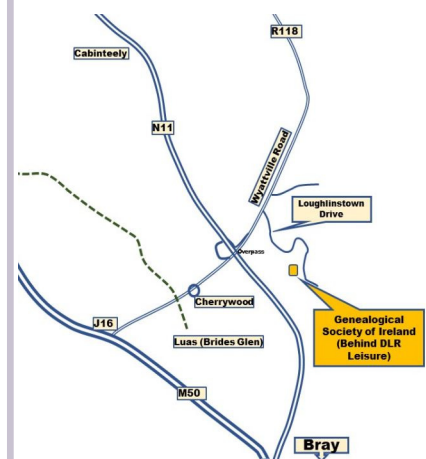 R118
Cabinteely
N11
Wyattville Road
Loughlinstown
Drive
Overpass
Cherrywood
Genealogical
Society of Ireland
(Behind DLR
Leisure)
J16
Luas (Brides Glen)
M50
Bray